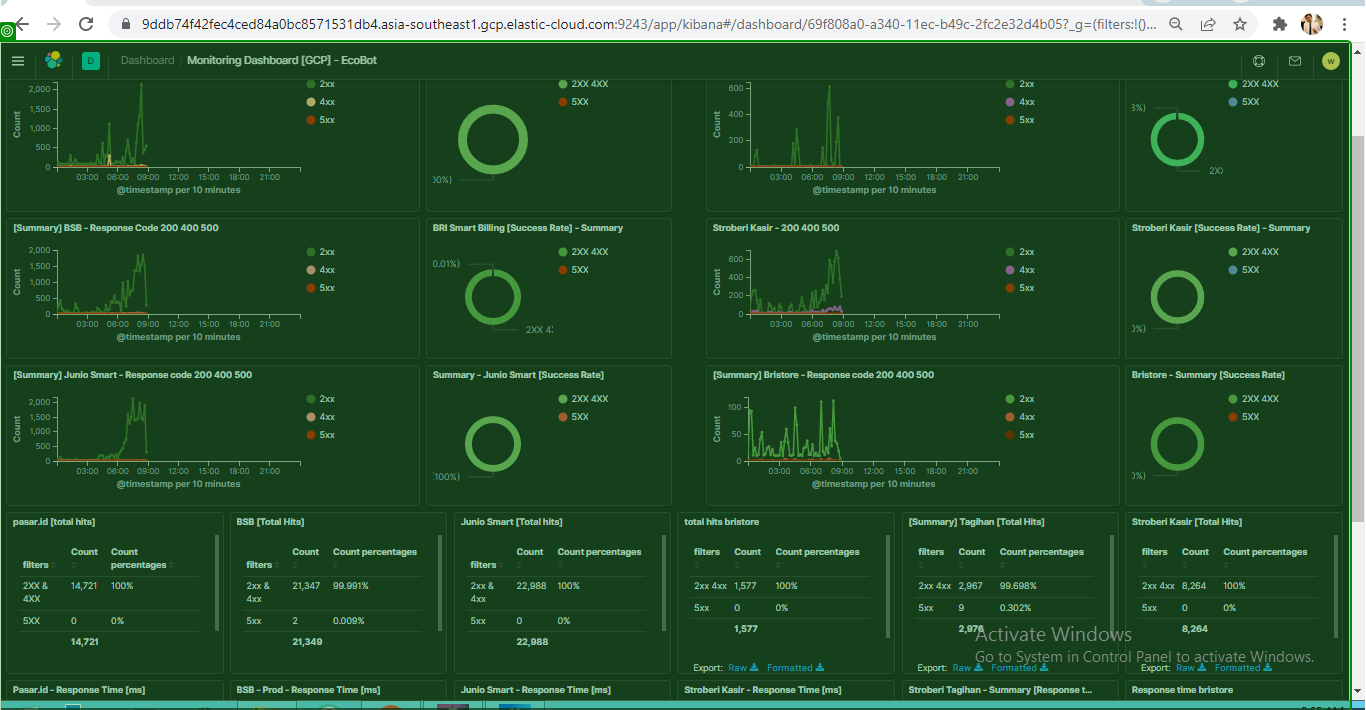 9ddb74f42fec4ced84a0bc8571531db4.asia-southeast1.gcp.elastic-cloud.com:9243/app/kibana#/dashboard/69f808a0-a340-11ec-b49c-2fc2e32d4b05?_g=(filters:!()...
D Dashboard / Monitoring Dashboard [GCP] - EcoBot W
2,000
1,500
1,000
500
0
Count
03:00 06:00 09:00 12:00 15:00 18:00 21:00
@timestamp per 10 minutes
2xx
4xx
5xx
2XX 4XX
5XX
00%)
600
400
200
0
Count
03:00 06:00 09:00 12:00 15:00 18:00 21:00
@timestamp per 10 minutes
2xx
4xx
5xx
2XX 4XX
5XX
3%)
2X(
[Summary] BSB - Response Code 200 400 500
2,000
1,500
1,000
500
0
Count
03:00 06:00 09:00 12:00 15:00 18:00 21:00
@timestamp per 10 minutes
2xx
4xx
5xx
BRI Smart Billing [Success Rate] - Summary
2XX 4XX
5XX
0.01%)
2XX 4
Stroberi Kasir - 200 400 500
600
400
200
0
Count
03:00 06:00 09:00 12:00 15:00 18:00 21:00
@timestamp per 10 minutes
2xx
4xx
5xx
Stroberi Kasir [Success Rate] - Summary
2XX 4XX
5XX
0%)
[Summary] Junio Smart - Response code 200 400 500
2,000
1,500
1,000
500
0
Count
03:00 06:00 09:00 12:00 15:00 18:00 21:00
@timestamp per 10 minutes
2xx
4xx
5xx
Summary - Junio Smart [Success Rate]
2XX 4XX
5XX
(100%)
[Summary] Bristore - Response code 200 400 500
100
50
0
Count
03:00 06:00 09:00 12:00 15:00 18:00 21:00
@timestamp per 10 minutes
2xx
4xx
5xx
Bristore - Summary [Success Rate]
2XX 4XX
5XX
0%)
pasar.id [total hits]
filters Count Count percentages
2XX & 4XX 14,721 100%
5XX 0 0%
14,721
BSB [Total Hits]
filters Count Count percentages
2xx & 4xx 21,347 99.991%
5xx 2 0.009%
21,349
Junio Smart [Total hits]
filters Count Count percentages
2xx & 4xx 22,988 100%
5xx 0 0%
22,988
total hits bristore
filters Count Count percentages
2xx 4xx 1,577 100%
5xx 0 0%
1,577
Export: Raw Formatted
[Summary] Tagihan [Total Hits]
filters Count Count percentages
2xx 4xx 2,967 99.698%
5xx 9 0.302%
2,976
Export: Raw Formatted
Stroberi Kasir [Total Hits]
filters Count Count percentages
2xx 4xx 8,264 100%
5xx 0 0%
8,264
Export: Raw Formatted
Activate Windows
Go to System in Control Panel to activate Windows.
Pasar.id - Response Time [ms]
BSB - Prod - Response Time [ms]
Junio Smart - Response Time [ms]
Stroberi Kasir - Response Time [ms]
Stroberi Tagihan - Summary [Response t...
Response time bristore